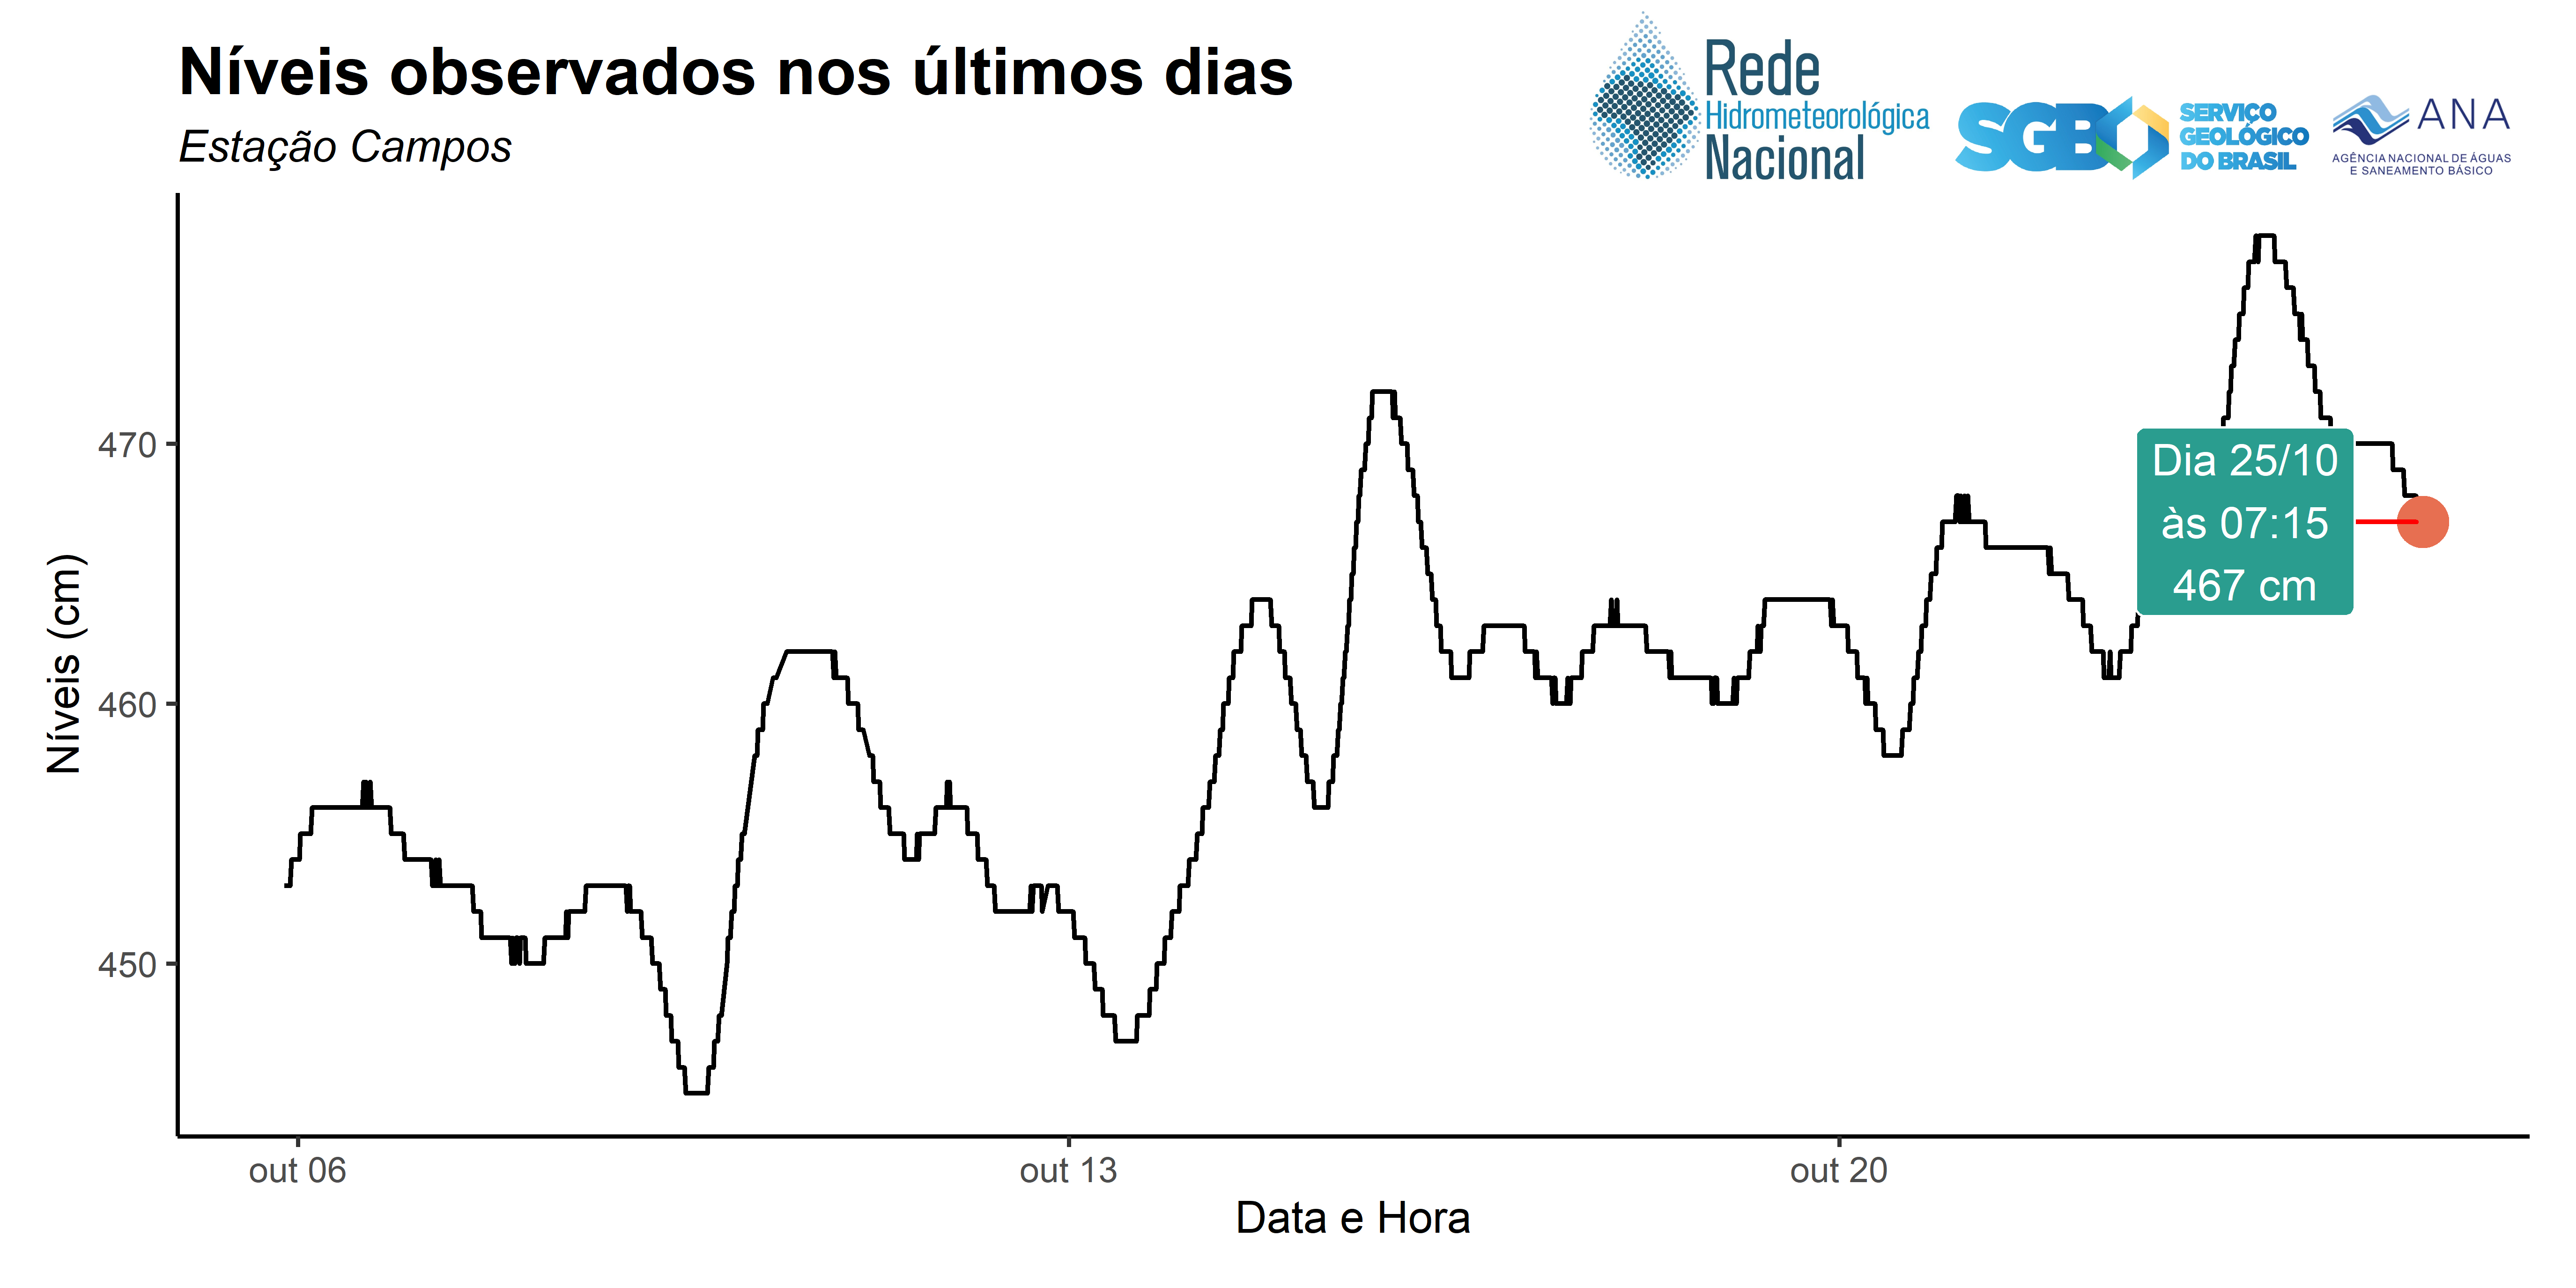 Níveis observados nos últimos dias
Estação Campos
Rede
Hidrometeorológica
Nacional
SGB
SERVIÇO
GEOLÓGICO
DO BRASIL
ANA
AGÊNCIA NACIONAL DE ÁGUAS
E SANEAMENTO BÁSICO
Níveis (cm)
470
460
450
Dia 25/10
às 07:15
467 cm
out 06
out 13
out 20
Data e Hora